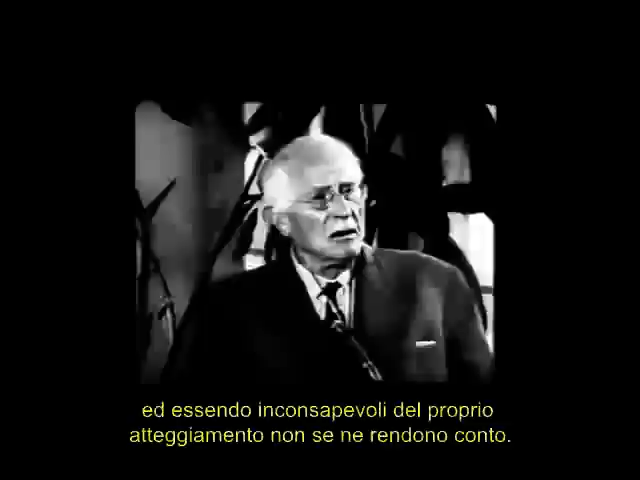 ed essendo inconsapevoli del proprio
atteggiamento non se ne rendono conto.